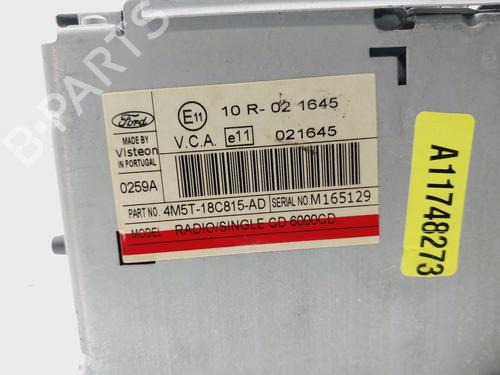 B-PARTS
Ford
E11 10 R- 02 1645
MADE BY
Visteon
IN PORTUGAL
V.C.A. e11 021645
0259A
PART NO. 4M5T-18C815-AD SERIAL NO. M165129
MODEL RADIO/SINGLE CD 6000CD
A11748273